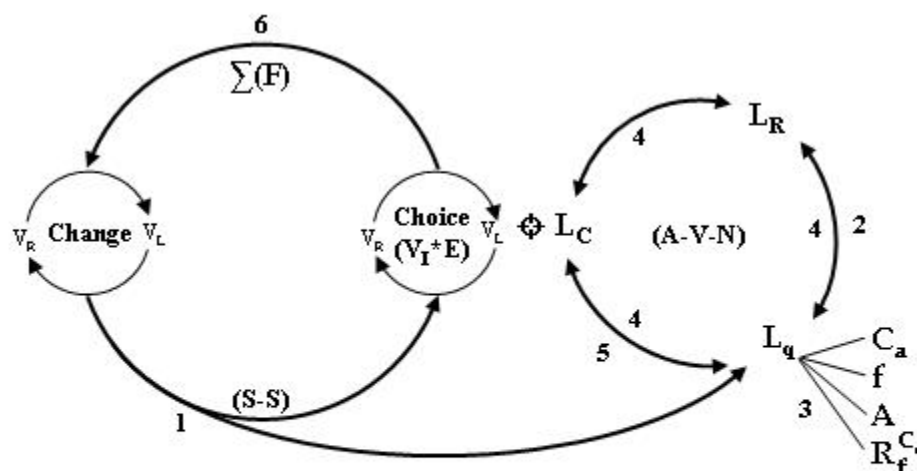 6
∑(F)
V_R Change V_L
V_R Choice V_L
(V_I*E)
⌖ L_C
4
L_R
(A-V-N)
4 2
4
5
L_q
C_a
f
3
A
R_f^C
(S-S)
1